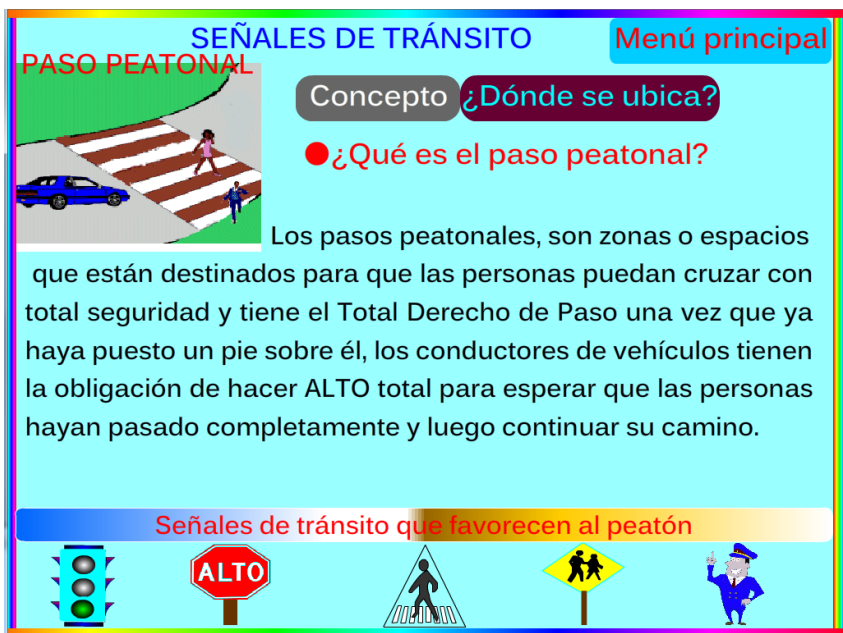 SEÑALES DE TRÁNSITO
Menú principal
PASO PEATONAL
Concepto
¿Dónde se ubica?
¿Qué es el paso peatonal?
Los pasos peatonales, son zonas o espacios
que están destinados para que las personas puedan cruzar con
total seguridad y tiene el Total Derecho de Paso una vez que ya
haya puesto un pie sobre él, los conductores de vehículos tienen
la obligación de hacer ALTO total para esperar que las personas
hayan pasado completamente y luego continuar su camino.
Señales de tránsito que favorecen al peatón
ALTO